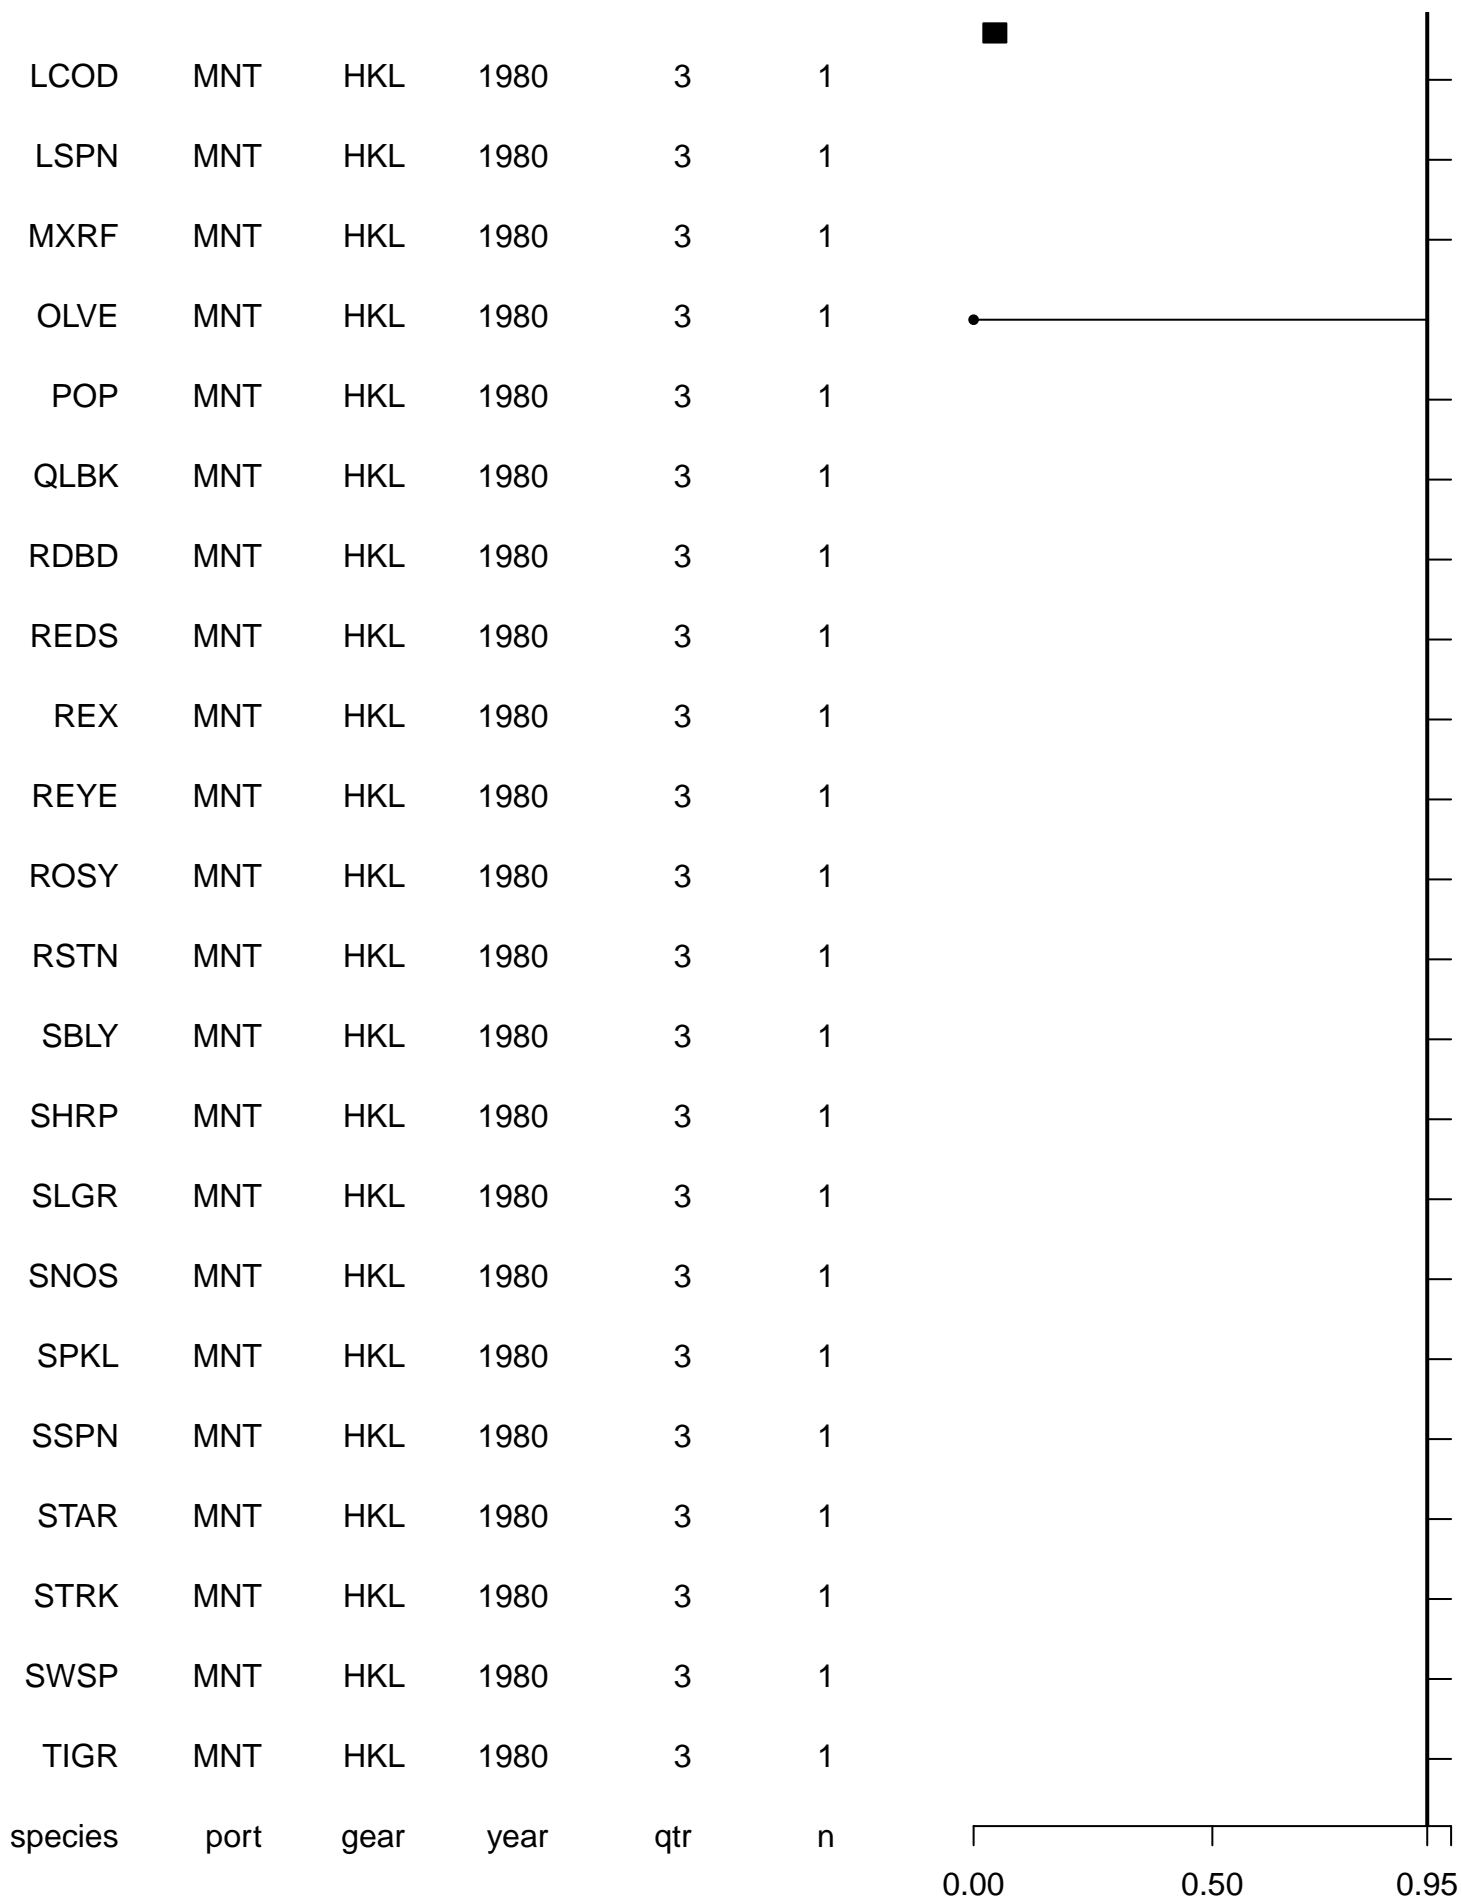 LCOD MNT HKL 1980 3 1
LSPN MNT HKL 1980 3 1
MXRF MNT HKL 1980 3 1
OLVE MNT HKL 1980 3 1
POP MNT HKL 1980 3 1
QLBK MNT HKL 1980 3 1
RDBD MNT HKL 1980 3 1
REDS MNT HKL 1980 3 1
REX MNT HKL 1980 3 1
REYE MNT HKL 1980 3 1
ROSY MNT HKL 1980 3 1
RSTN MNT HKL 1980 3 1
SBLY MNT HKL 1980 3 1
SHRP MNT HKL 1980 3 1
SLGR MNT HKL 1980 3 1
SNOS MNT HKL 1980 3 1
SPKL MNT HKL 1980 3 1
SSPN MNT HKL 1980 3 1
STAR MNT HKL 1980 3 1
STRK MNT HKL 1980 3 1
SWSP MNT HKL 1980 3 1
TIGR MNT HKL 1980 3 1
species port gear year qtr n
0.00 0.50 0.95